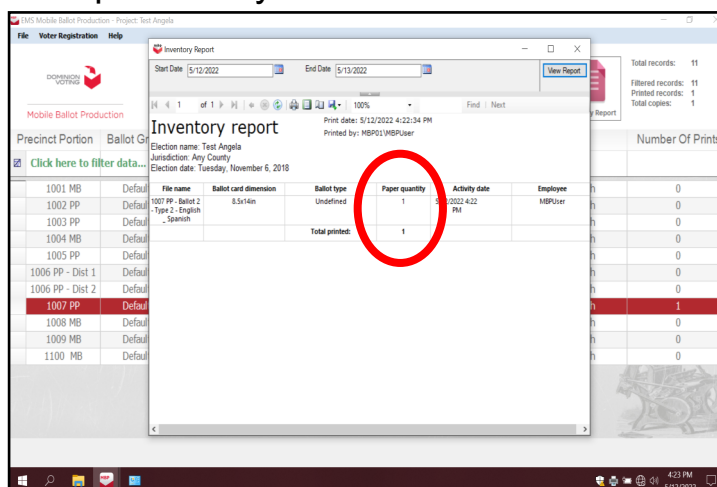 EMS Mobile Ballot Production - Project: Test Angela
File Voter Registration Help
DOMINION
VOTING
Mobile Ballot Production
Total records: 11
Filtered records: 11
Printed records: 1
Total copies: 1
y Report
Precinct Portion Ballot Gr Number Of Prints
Click here to filter data...
1001 MB Defaul h 0
1002 PP Defaul h 0
1003 PP Defaul h 0
1004 MB Defaul h 0
1005 PP Defaul h 0
1006 PP - Dist 1 Defaul h 0
1006 PP - Dist 2 Defaul h 0
1007 PP Defaul h 1
1008 MB Defaul h 0
1009 MB Defaul h 0
1100 MB Defaul h 0
Inventory Report
Start Date 5/12/2022 End Date 5/13/2022 View Report
1 of 1 100% Find | Next
Inventory report
Print date: 5/12/2022 4:22:34 PM
Printed by: MBP01\MBPUser
Election name: Test Angela
Jurisdiction: Any County
Election date: Tuesday, November 6, 2018
File name Ballot card dimension Ballot type Paper quantity Activity date Employee
1007 PP - Ballot 2 8.5x14in Undefined 1 /2022 4:22 MBPUser
- Type 2 - English PM
_ Spanish
Total printed: 1
4:23 PM
5/12/2022